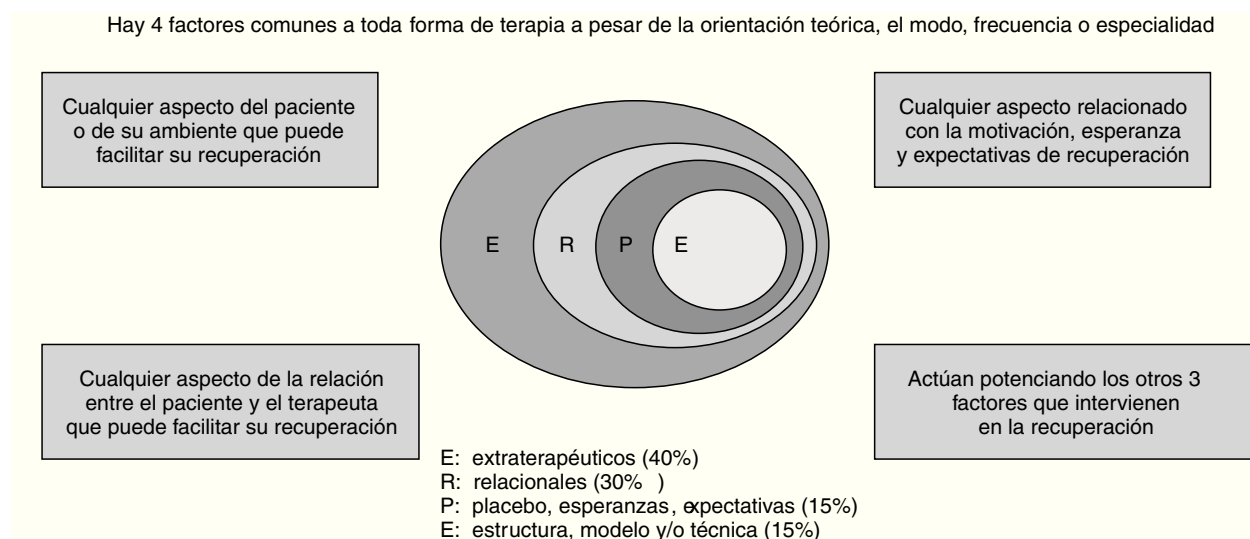 Hay 4 factores comunes a toda forma de terapia a pesar de la orientación teórica, el modo, frecuencia o especialidad
Cualquier aspecto del paciente
o de su ambiente que puede
facilitar su recuperación
Cualquier aspecto relacionado
con la motivación, esperanza
y expectativas de recuperación
E R P E
Cualquier aspecto de la relación
entre el paciente y el terapeuta
que puede facilitar su recuperación
Actúan potenciando los otros 3
factores que intervienen
en la recuperación
E: extraterapéuticos (40%)
R: relacionales (30% )
P: placebo, esperanzas, expectativas (15%)
E: estructura, modelo y/o técnica (15%)